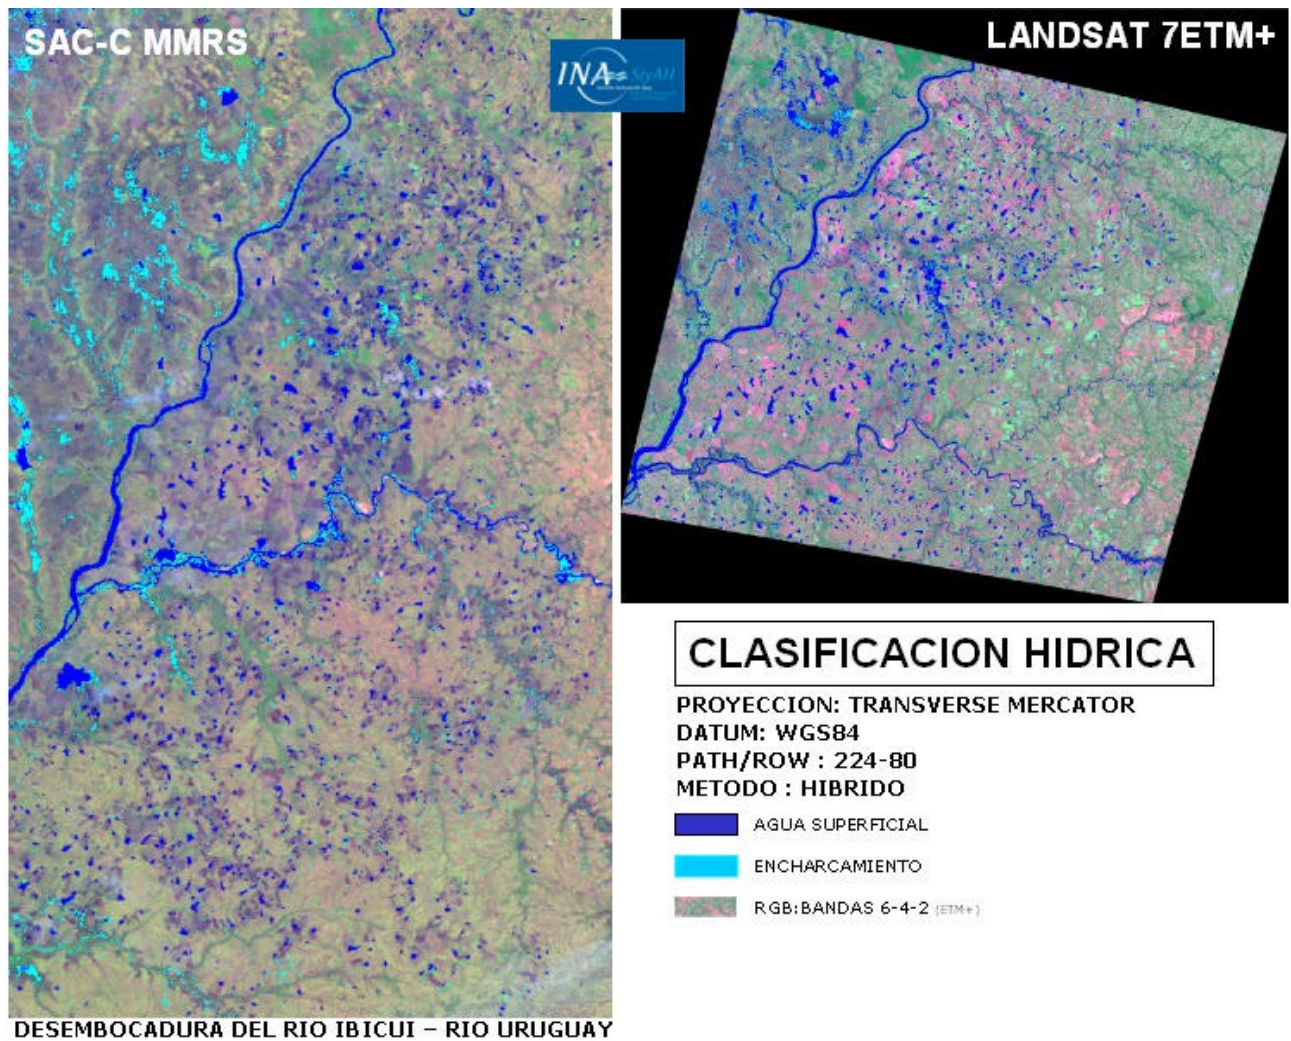 SAC-C MMRS
INA SIyAH
LANDSAT 7ETM+
CLASIFICACION HIDRICA
PROYECCION: TRANSVERSE MERCATOR
DATUM: WGS84
PATH/ROW : 224-80
METODO : HIBRIDO
AGUA SUPERFICIAL
ENCHARCAMIENTO
RGB:BANDAS 6-4-2 (ETM+)
DESEMBOCADURA DEL RIO IBICUI – RIO URUGUAY